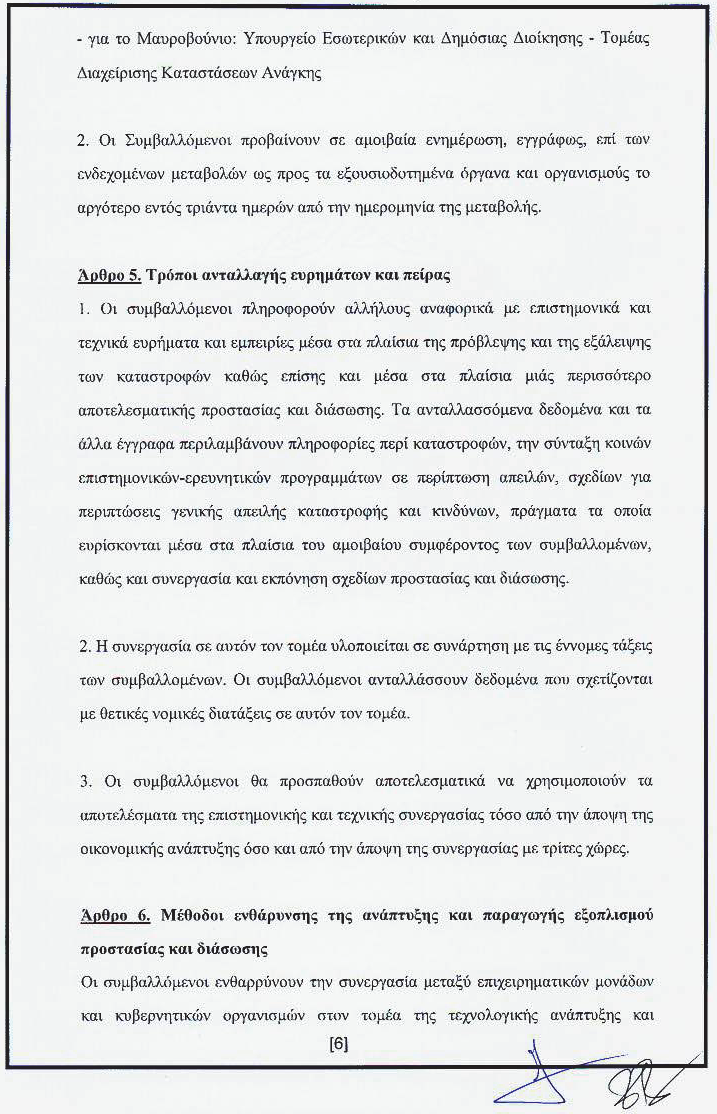 - για το Μαυροβούνιο: Υπουργείο Εσωτερικών και Δημόσιας Διοίκησης - Τομέας
Διαχείρισης Καταστάσεων Ανάγκης
2. Οι Συμβαλλόμενοι προβαίνουν σε αμοιβαία ενημέρωση, εγγράφως, επί των
ενδεχομένων μεταβολών ως προς τα εξουσιοδοτημένα όργανα και οργανισμούς το
αργότερο εντός τριάντα ημερών από την ημερομηνία της μεταβολής.
Άρθρο 5. Τρόποι ανταλλαγής ευρημάτων και πείρας
1. Οι συμβαλλόμενοι πληροφορούν αλλήλους αναφορικά με επιστημονικά και
τεχνικά ευρήματα και εμπειρίες μέσα στα πλαίσια της πρόβλεψης και της εξάλειψης
των καταστροφών καθώς επίσης και μέσα στα πλαίσια μιάς περισσότερο
αποτελεσματικής προστασίας και διάσωσης. Τα ανταλλασσόμενα δεδομένα και τα
άλλα έγγραφα περιλαμβάνουν πληροφορίες περί καταστροφών, την σύνταξη κοινών
επιστημονικών-ερευνητικών προγραμμάτων σε περίπτωση απειλών, σχεδίων για
περιπτώσεις γενικής απειλής καταστροφής και κινδύνων, πράγματα τα οποία
ευρίσκονται μέσα στα πλαίσια του αμοιβαίου συμφέροντος των συμβαλλομένων,
καθώς και συνεργασία και εκπόνηση σχεδίων προστασίας και διάσωσης.
2. Η συνεργασία σε αυτόν τον τομέα υλοποιείται σε συνάρτηση με τις έννομες τάξεις
των συμβαλλομένων. Οι συμβαλλόμενοι ανταλλάσσουν δεδομένα που σχετίζονται
με θετικές νομικές διατάξεις σε αυτόν τον τομέα.
3. Οι συμβαλλόμενοι θα προσπαθούν αποτελεσματικά να χρησιμοποιούν τα
αποτελέσματα της επιστημονικής και τεχνικής συνεργασίας τόσο από την άποψη της
οικονομικής ανάπτυξης όσο και από την άποψη της συνεργασίας με τρίτες χώρες.
Άρθρο 6. Μέθοδοι ενθάρυνσης της ανάπτυξης και παραγωγής εξοπλισμού
προστασίας και διάσωσης
Οι συμβαλλόμενοι ενθαρρύνουν την συνεργασία μεταξύ επιχειρηματικών μονάδων
και κυβερνητικών οργανισμών στον τομέα της τεχνολογικής ανάπτυξης και
[6]